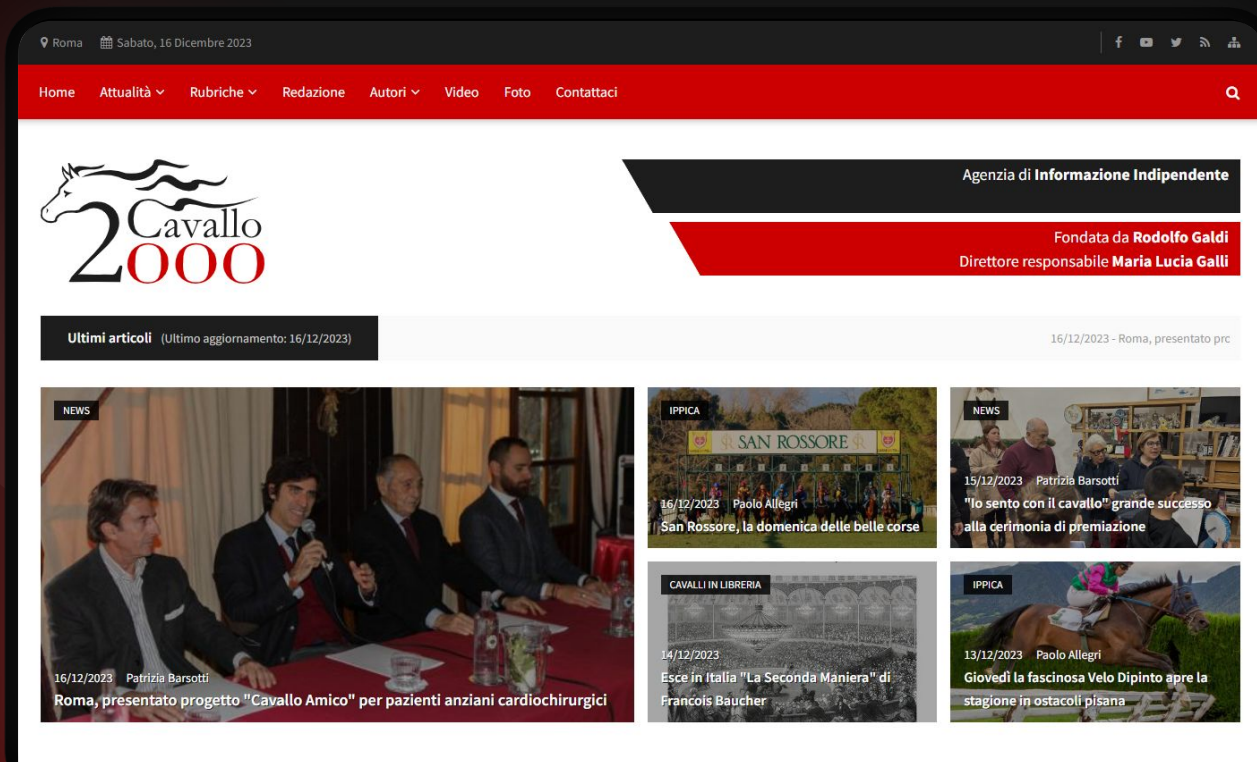 Roma Sabato, 16 Dicembre 2023
Home Attualità Rubriche Redazione Autori Video Foto Contattaci
Cavallo
2000
Agenzia di Informazione Indipendente
Fondata da Rodolfo Galdi
Direttore responsabile Maria Lucia Galli
Ultimi articoli (Ultimo aggiornamento: 16/12/2023)
16/12/2023 - Roma, presentato prc
NEWS
16/12/2023 Patrizia Barsotti
Roma, presentato progetto "Cavallo Amico" per pazienti anziani cardiochirurgici
IPPICA
SAN ROSSORE
16/12/2023 Paolo Allegri
San Rossore, la domenica delle belle corse
NEWS
15/12/2023 Patrizia Barsotti
"Io sento con il cavallo" grande successo
alla cerimonia di premiazione
CAVALLI IN LIBRERIA
14/12/2023
Esce in Italia "La Seconda Maniera" di
Francois Baucher
IPPICA
13/12/2023 Paolo Allegri
Giovedì la fascinosa Velo Dipinto apre la
stagione in ostacoli pisana